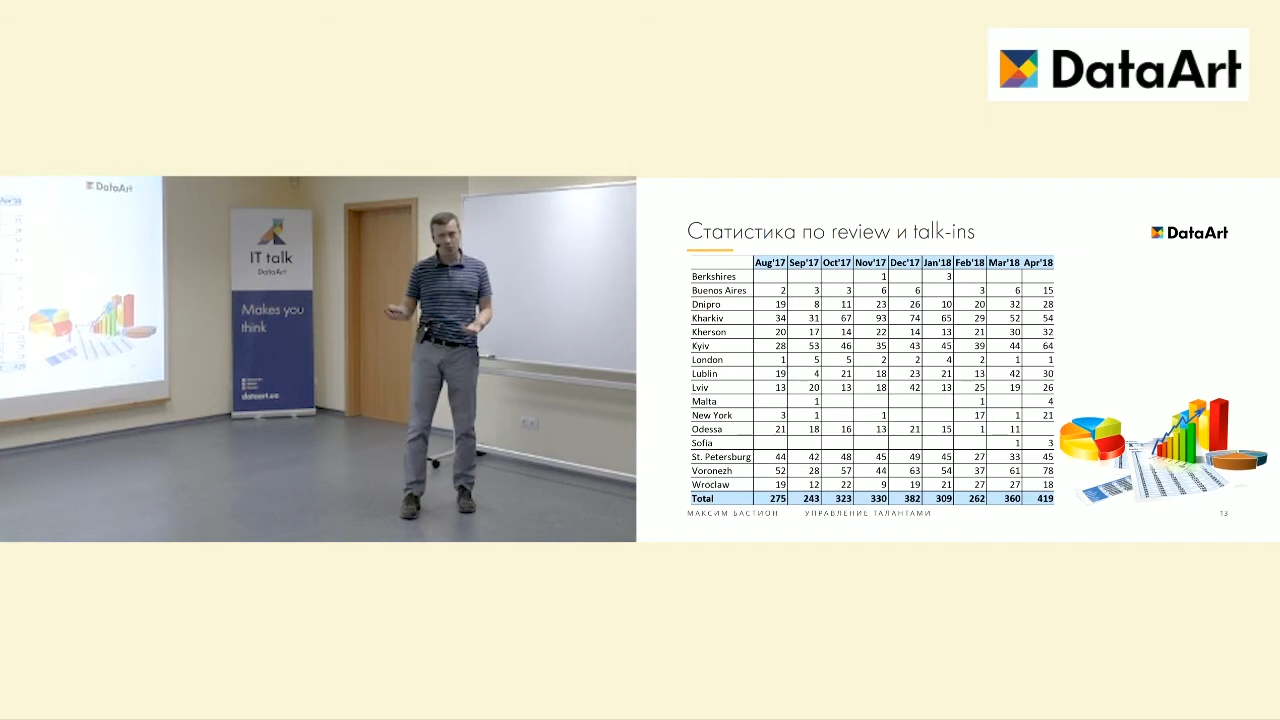 DataArt
DataArt
Apr'18
IT talk
DataArt
Makes you
think
dataart.ua
Статистика по review и talk-ins
DataArt
Aug'17 Sep'17 Oct'17 Nov'17 Dec'17 Jan'18 Feb'18 Mar'18 Apr'18
Berkshires 1 3
Buenos Aires 2 3 3 6 6 3 6 15
Dnipro 19 8 11 23 26 10 20 32 28
Kharkiv 34 31 67 93 74 65 29 52 54
Kherson 20 17 14 22 14 13 21 30 32
Kyiv 28 53 46 35 43 45 39 44 64
London 1 5 5 2 2 4 2 1 1
Lublin 19 4 21 18 23 21 13 42 30
Lviv 13 20 13 18 42 13 25 19 26
Malta 1 1 4
New York 3 1 1 17 1 21
Odessa 21 18 16 13 21 15 1 11
Sofia 1 3
St. Petersburg 44 42 48 45 49 45 27 33 45
Voronezh 52 28 57 44 63 54 37 61 78
Wroclaw 19 12 22 9 19 21 27 27 18
Total 275 243 323 330 382 309 262 360 419
МАКСИМ БАСТИОН УПРАВЛЕНИЕ ТАЛАНТАМИ 13